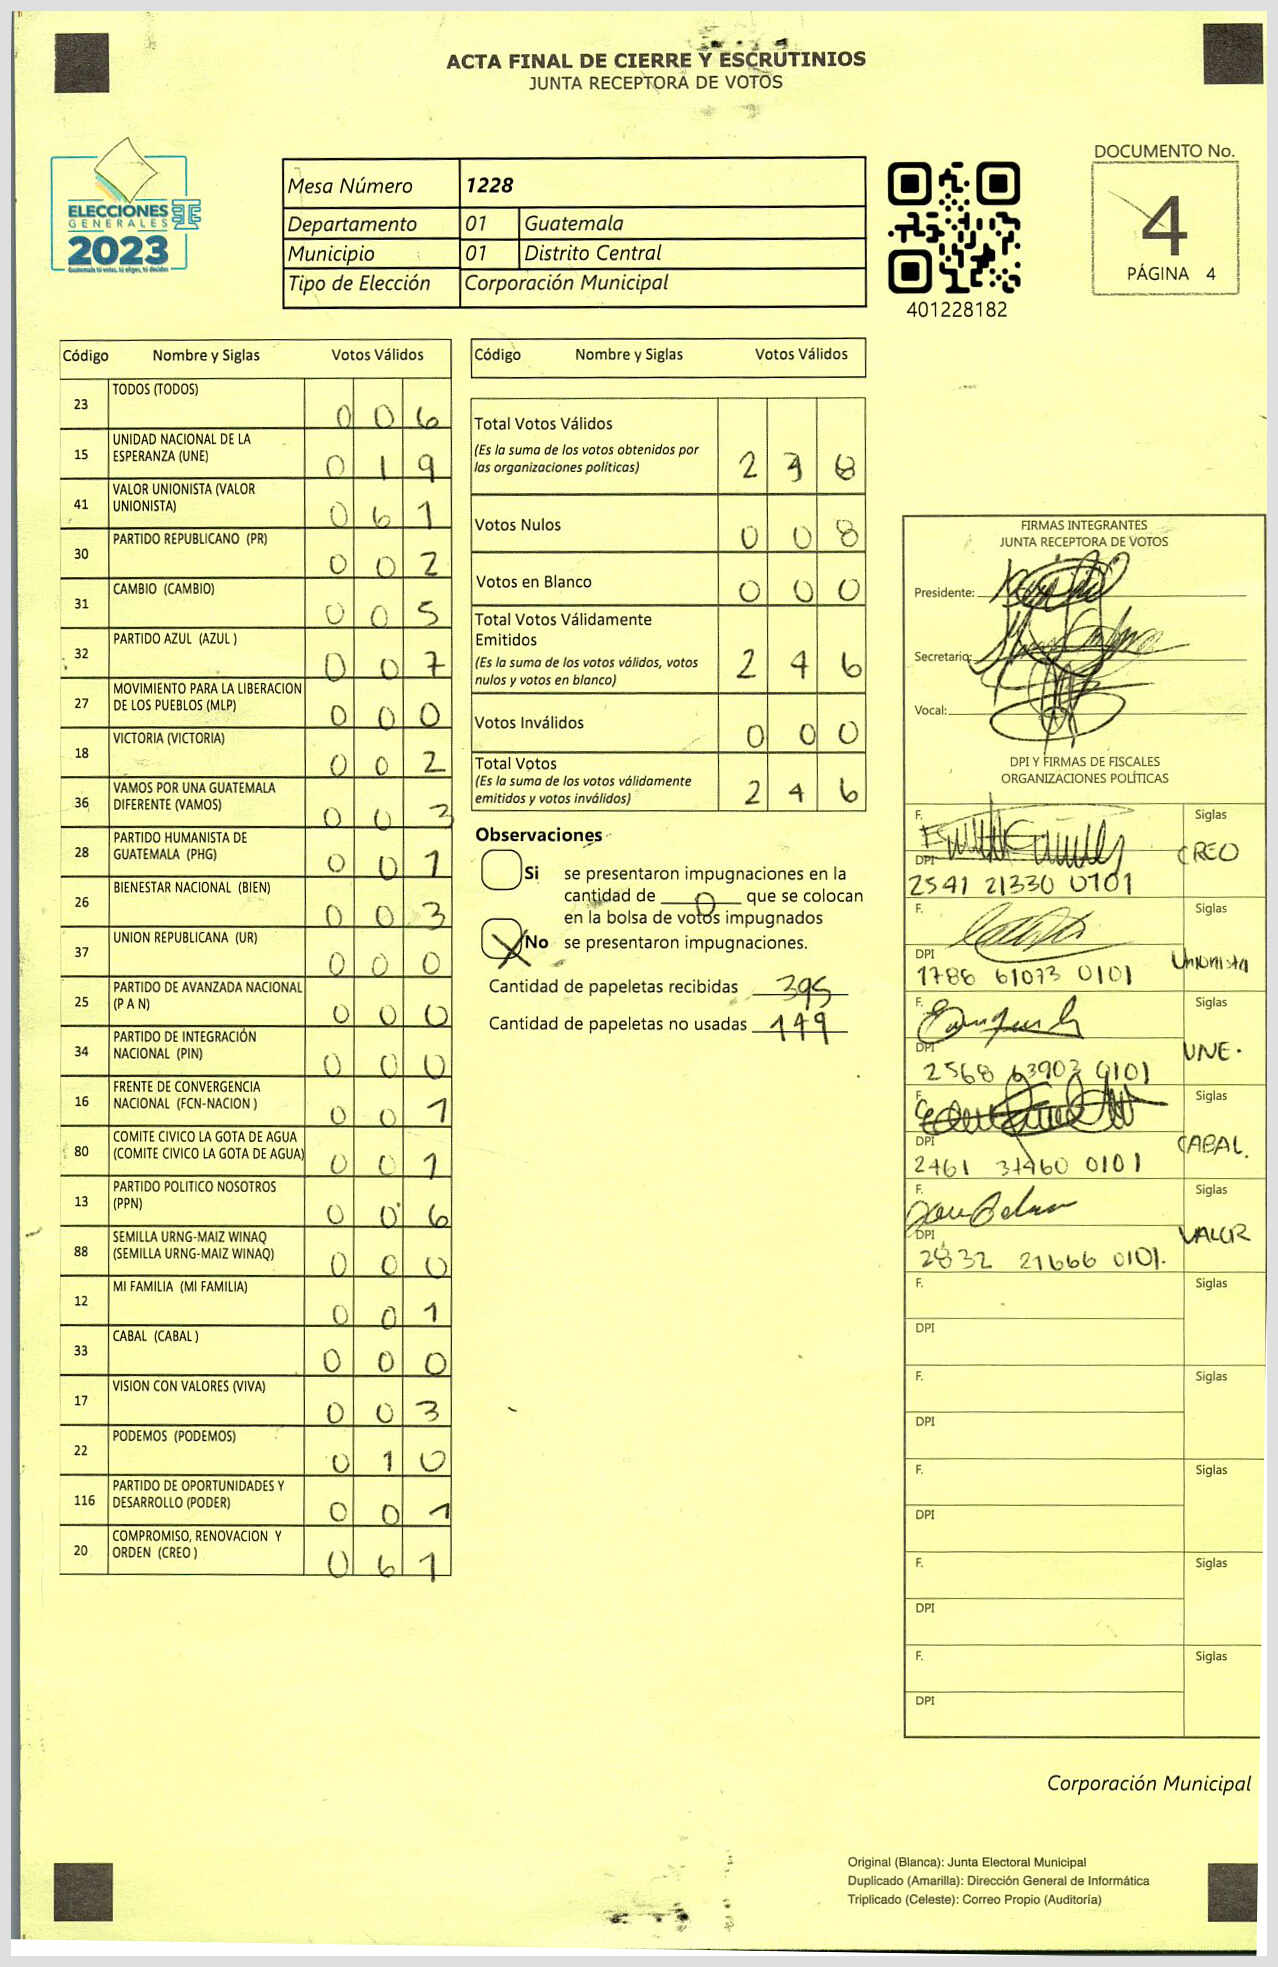 ACTA FINAL DE CIERRE Y ESCRUTINIOS
JUNTA RECEPTORA DE VOTOS
ELECCIONES
GENERALES
2023
Guatemala tú votas, tú eliges, tú decides
Mesa Número 1228
Departamento 01 Guatemala
Municipio 01 Distrito Central
Tipo de Elección Corporación Municipal
401228182
DOCUMENTO No.
4
PÁGINA 4
Código Nombre y Siglas Votos Válidos
23 TODOS (TODOS) 0 0 6
15 UNIDAD NACIONAL DE LA
ESPERANZA (UNE) 0 1 9
41 VALOR UNIONISTA (VALOR
UNIONISTA) 0 6 1
30 PARTIDO REPUBLICANO (PR) 0 0 2
31 CAMBIO (CAMBIO) 0 0 5
32 PARTIDO AZUL (AZUL ) 0 0 7
27 MOVIMIENTO PARA LA LIBERACION
DE LOS PUEBLOS (MLP) 0 0 0
18 VICTORIA (VICTORIA) 0 0 2
36 VAMOS POR UNA GUATEMALA
DIFERENTE (VAMOS) 0 0 3
28 PARTIDO HUMANISTA DE
GUATEMALA (PHG) 0 0 1
26 BIENESTAR NACIONAL (BIEN) 0 0 3
37 UNION REPUBLICANA (UR) 0 0 0
25 PARTIDO DE AVANZADA NACIONAL
(P A N) 0 0 0
34 PARTIDO DE INTEGRACIÓN
NACIONAL (PIN) 0 0 0
16 FRENTE DE CONVERGENCIA
NACIONAL (FCN-NACION ) 0 0 1
80 COMITE CIVICO LA GOTA DE AGUA
(COMITE CIVICO LA GOTA DE AGUA) 0 0 1
13 PARTIDO POLITICO NOSOTROS
(PPN) 0 0 6
88 SEMILLA URNG-MAIZ WINAQ
(SEMILLA URNG-MAIZ WINAQ) 0 0 0
12 MI FAMILIA (MI FAMILIA) 0 0 1
33 CABAL (CABAL ) 0 0 0
17 VISION CON VALORES (VIVA) 0 0 3
22 PODEMOS (PODEMOS) 0 1 0
116 PARTIDO DE OPORTUNIDADES Y
DESARROLLO (PODER) 0 0 1
20 COMPROMISO, RENOVACION Y
ORDEN (CREO ) 0 6 1
Código Nombre y Siglas Votos Válidos
Total Votos Válidos
(Es la suma de los votos obtenidos por
las organizaciones políticas) 2 3 8
Votos Nulos 0 0 8
Votos en Blanco 0 0 0
Total Votos Válidamente
Emitidos
(Es la suma de los votos válidos, votos
nulos y votos en blanco) 2 4 6
Votos Inválidos 0 0 0
Total Votos
(Es la suma de los votos válidamente
emitidos y votos inválidos) 2 4 6
Observaciones
Si se presentaron impugnaciones en la
cantidad de 0 que se colocan
en la bolsa de votos impugnados
No se presentaron impugnaciones.
Cantidad de papeletas recibidas 395
Cantidad de papeletas no usadas 149
FIRMAS INTEGRANTES
JUNTA RECEPTORA DE VOTOS
Presidente:
Secretario:
Vocal:
DPI Y FIRMAS DE FISCALES
ORGANIZACIONES POLÍTICAS
F. Siglas
CREO
DPI
2541 21330 0101
F. Siglas
DPI Unionista
1788 61073 0101
F. Siglas
DPI UNE.
2568 63903 0101
F. Siglas
DPI CABAL.
2461 0101
F. Siglas
DPI VALOR
2832 21666 0101.
F. Siglas
DPI
F. Siglas
DPI
F. Siglas
DPI
F. Siglas
DPI
F. Siglas
DPI
Corporación Municipal
Original (Blanca): Junta Electoral Municipal
Duplicado (Amarilla): Dirección General de Informática
Triplicado (Celeste): Correo Propio (Auditoría)